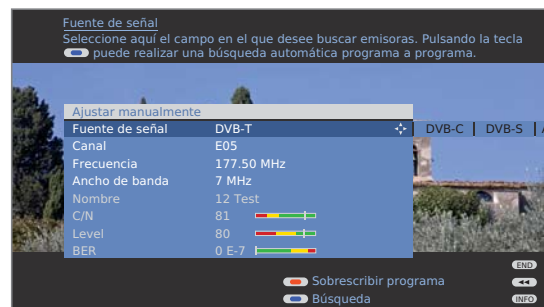 Fuente de señal
Seleccione aquí el campo en el que desee buscar emisoras. Pulsando la tecla
puede realizar una búsqueda automática programa a programa.
Ajustar manualmente
Fuente de señal DVB-T DVB-C DVB-S
Canal E05
Frecuencia 177.50 MHz
Ancho de banda 7 MHz
Nombre 12 Test
C/N 81
Level 80
BER 0 E-7
END
Sobrescribir programa
Búsqueda INFO